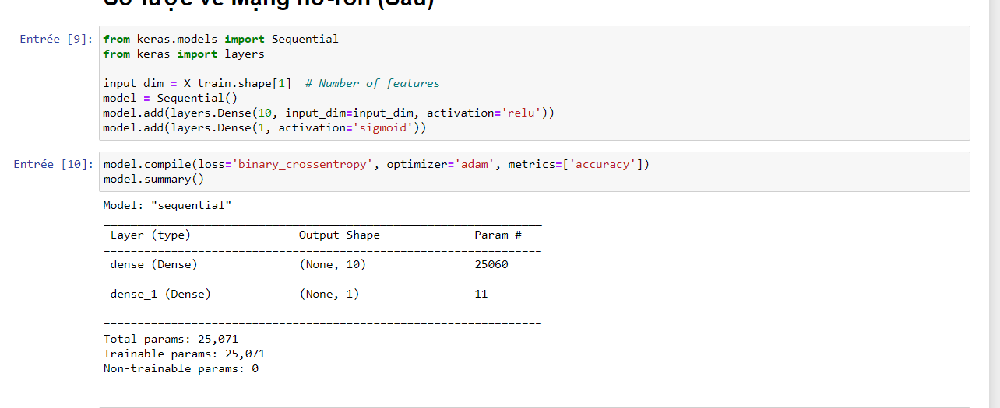 Sơ lược về Mạng nơ-ron (Sâu)
Entrée [9]: from keras.models import Sequential
from keras import layers
input_dim = X_train.shape[1]  # Number of features
model = Sequential()
model.add(layers.Dense(10, input_dim=input_dim, activation='relu'))
model.add(layers.Dense(1, activation='sigmoid'))
Entrée [10]: model.compile(loss='binary_crossentropy', optimizer='adam', metrics=['accuracy'])
model.summary()
Model: "sequential"
_________________________________________________________________
Layer (type) Output Shape Param #
=================================================================
dense (Dense) (None, 10) 25060
dense_1 (Dense) (None, 1) 11
=================================================================
Total params: 25,071
Trainable params: 25,071
Non-trainable params: 0
_________________________________________________________________